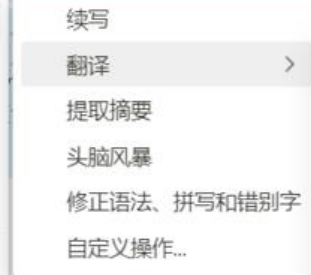 续写
翻译
提取摘要
头脑风暴
修正语法、拼写和错别字
自定义操作...